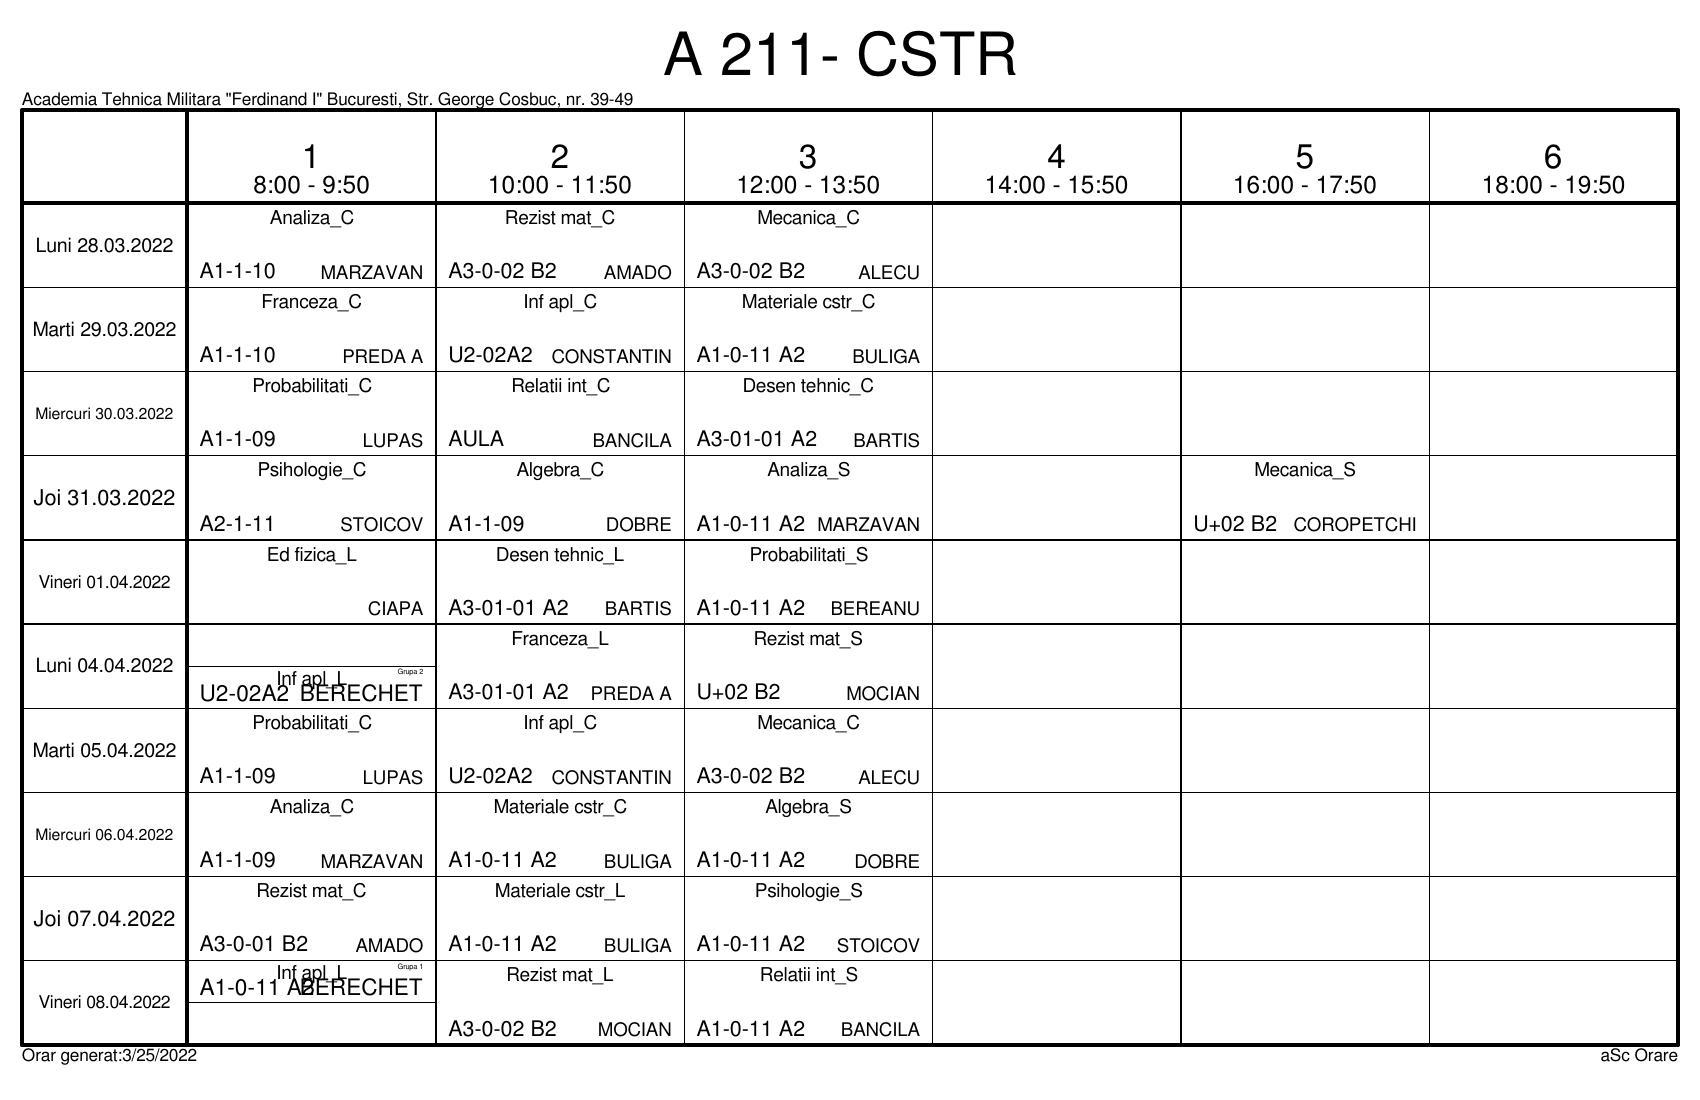 A 211- CSTR
Academia Tehnica Militara "Ferdinand I" Bucuresti, Str. George Cosbuc, nr. 39-49
1 2 3 4 5 6
8:00 - 9:50 10:00 - 11:50 12:00 - 13:50 14:00 - 15:50 16:00 - 17:50 18:00 - 19:50
Analiza_C Rezist mat_C Mecanica_C
Luni 28.03.2022
A1-1-10 MARZAVAN A3-0-02 B2 AMADO A3-0-02 B2 ALECU
Franceza_C Inf apl_C Materiale cstr_C
Marti 29.03.2022
A1-1-10 PREDA A U2-02A2 CONSTANTIN A1-0-11 A2 BULIGA
Probabilitati_C Relatii int_C Desen tehnic_C
Miercuri 30.03.2022
A1-1-09 LUPAS AULA BANCILA A3-01-01 A2 BARTIS
Psihologie_C Algebra_C Analiza_S Mecanica_S
Joi 31.03.2022
A2-1-11 STOICOV A1-1-09 DOBRE A1-0-11 A2 MARZAVAN U+02 B2 COROPETCHI
Ed fizica_L Desen tehnic_L Probabilitati_S
Vineri 01.04.2022
CIAPA A3-01-01 A2 BARTIS A1-0-11 A2 BEREANU
Franceza_L Rezist mat_S
Luni 04.04.2022
Inf apl_L Grupa 2
U2-02A2 BERECHET A3-01-01 A2 PREDA A U+02 B2 MOCIAN
Probabilitati_C Inf apl_C Mecanica_C
Marti 05.04.2022
A1-1-09 LUPAS U2-02A2 CONSTANTIN A3-0-02 B2 ALECU
Analiza_C Materiale cstr_C Algebra_S
Miercuri 06.04.2022
A1-1-09 MARZAVAN A1-0-11 A2 BULIGA A1-0-11 A2 DOBRE
Rezist mat_C Materiale cstr_L Psihologie_S
Joi 07.04.2022
A3-0-01 B2 AMADO A1-0-11 A2 BULIGA A1-0-11 A2 STOICOV
Inf apl_L Grupa 1 Rezist mat_L Relatii int_S
A1-0-11 A2 BERECHET
Vineri 08.04.2022
A3-0-02 B2 MOCIAN A1-0-11 A2 BANCILA
Orar generat:3/25/2022 aSc Orare